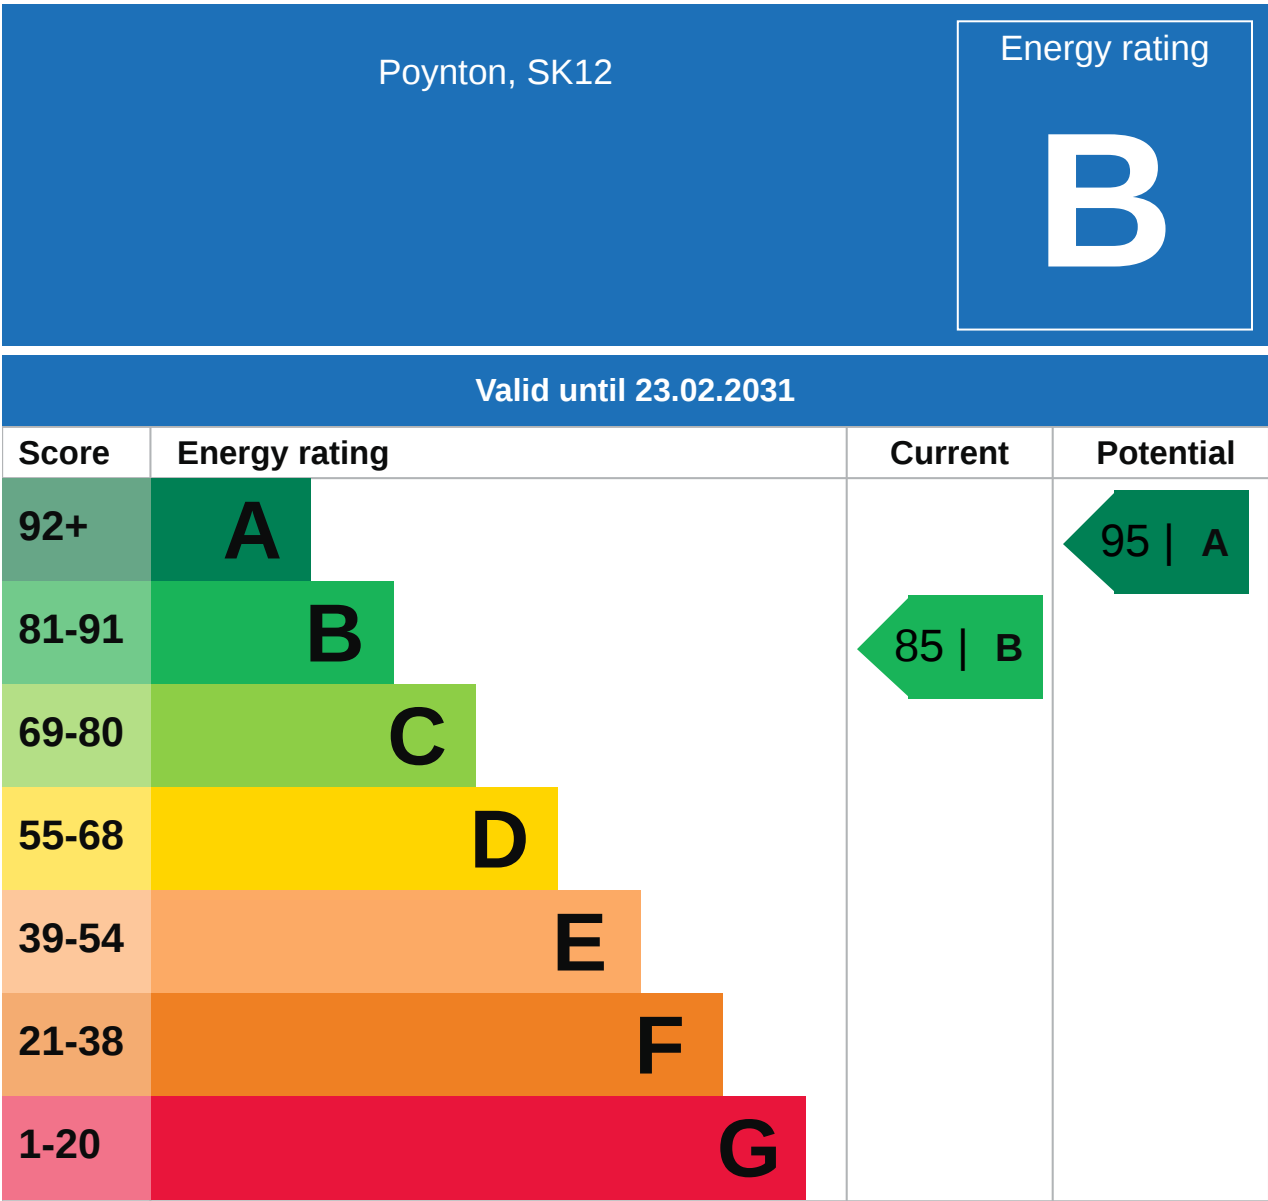 Poynton, SK12
Energy rating
B
Valid until 23.02.2031
Score Energy rating Current Potential
92+ A 95 | A
81-91 B 85 | B
69-80 C
55-68 D
39-54 E
21-38 F
1-20 G